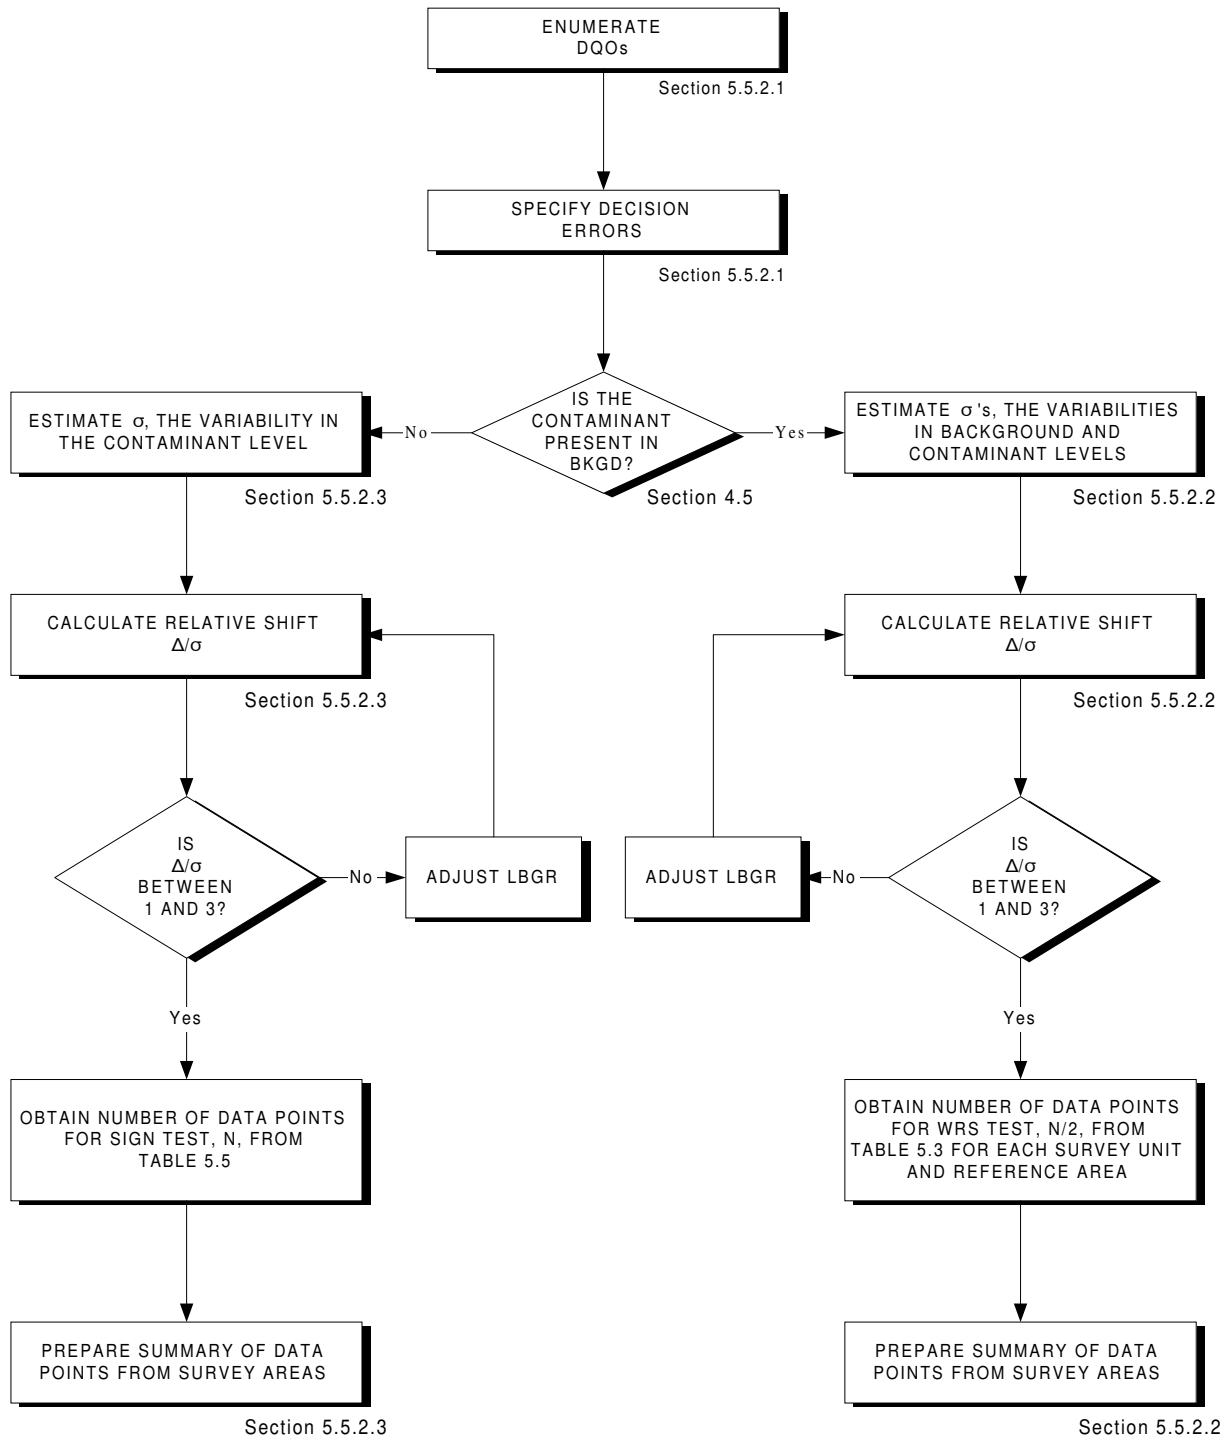 ENUMERATE
DQOs
Section 5.5.2.1
SPECIFY DECISION
ERRORS
Section 5.5.2.1
IS THE
CONTAMINANT
PRESENT IN
BKGD?
Section 4.5
No
Yes
ESTIMATE σ, THE VARIABILITY IN
THE CONTAMINANT LEVEL
Section 5.5.2.3
ESTIMATE σ's, THE VARIABILITIES
IN BACKGROUND AND
CONTAMINANT LEVELS
Section 5.5.2.2
CALCULATE RELATIVE SHIFT
Δ/σ
Section 5.5.2.3
CALCULATE RELATIVE SHIFT
Δ/σ
Section 5.5.2.2
IS
Δ/σ
BETWEEN
1 AND 3?
No
ADJUST LBGR
ADJUST LBGR
No
IS
Δ/σ
BETWEEN
1 AND 3?
Yes
Yes
OBTAIN NUMBER OF DATA POINTS
FOR SIGN TEST, N, FROM
TABLE 5.5
OBTAIN NUMBER OF DATA POINTS
FOR WRS TEST, N/2, FROM
TABLE 5.3 FOR EACH SURVEY UNIT
AND REFERENCE AREA
PREPARE SUMMARY OF DATA
POINTS FROM SURVEY AREAS
Section 5.5.2.3
PREPARE SUMMARY OF DATA
POINTS FROM SURVEY AREAS
Section 5.5.2.2